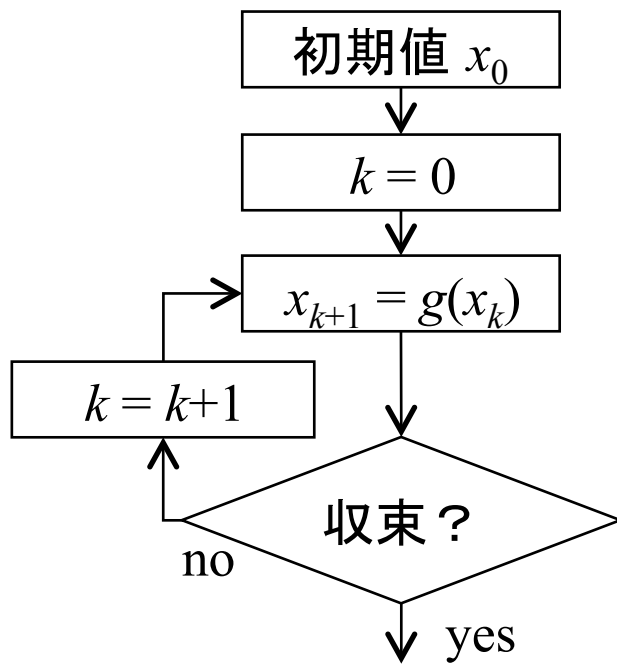 初期値 x₀
k = 0
xₖ₊₁ = g(xₖ)
k = k+1
収束？
no
yes